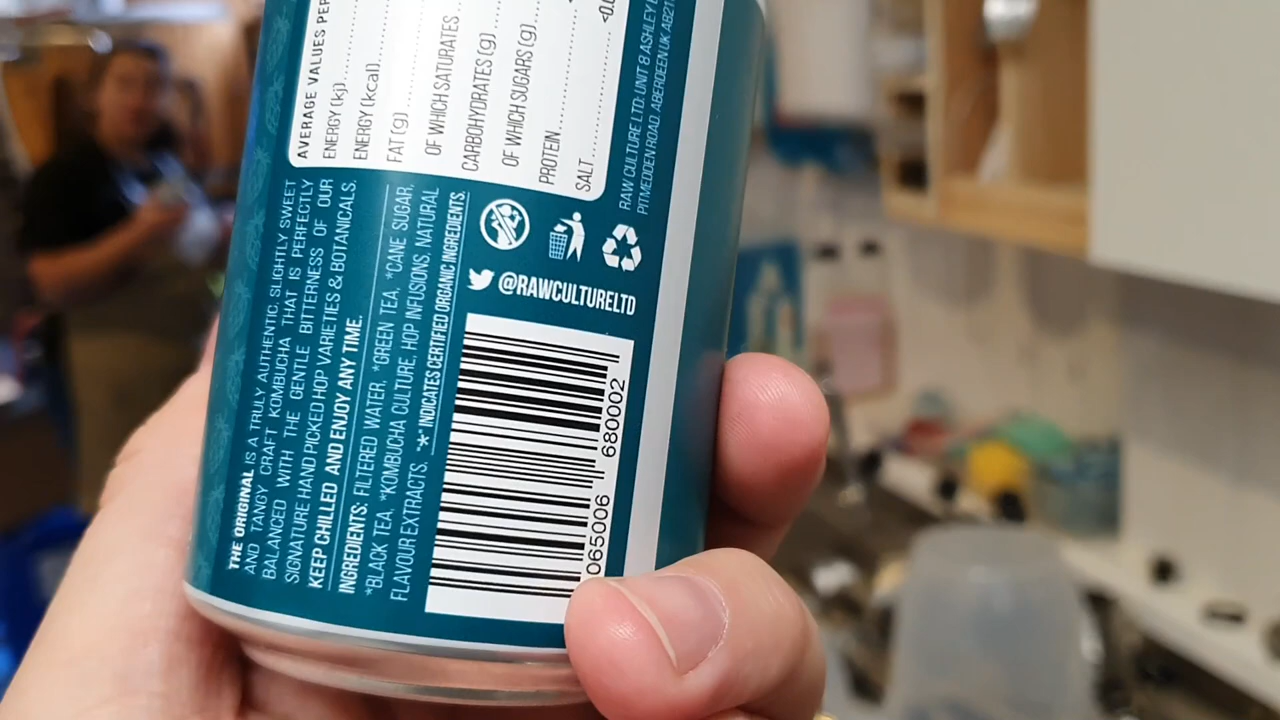 AVERAGE VALUES PER
ENERGY (kj)
ENERGY (kcal)
FAT (g)
OF WHICH SATURATES
CARBOHYDRATES (g)
OF WHICH SUGARS (g)
PROTEIN
SALT
<0.0
RAW CULTURE LTD: UNIT 8 ASHLEY
PITMEDDEN ROAD. ABERDEEN UK. AB21
THE ORIGINAL IS A TRULY AUTHENTIC, SLIGHTLY SWEET
AND TANGY CRAFT KOMBUCHA THAT IS PERFECTLY
BALANCED WITH THE GENTLE BITTERNESS OF OUR
SIGNATURE HAND PICKED HOP VARIETIES & BOTANICALS.
KEEP CHILLED AND ENJOY ANY TIME.
INGREDIENTS: FILTERED WATER, *GREEN TEA, *CANE SUGAR,
*BLACK TEA, *KOMBUCHA CULTURE, HOP INFUSIONS, NATURAL
FLAVOUR EXTRACTS. '*' INDICATES CERTIFIED ORGANIC INGREDIENTS.
@RAWCULTURELTD
065006 680002